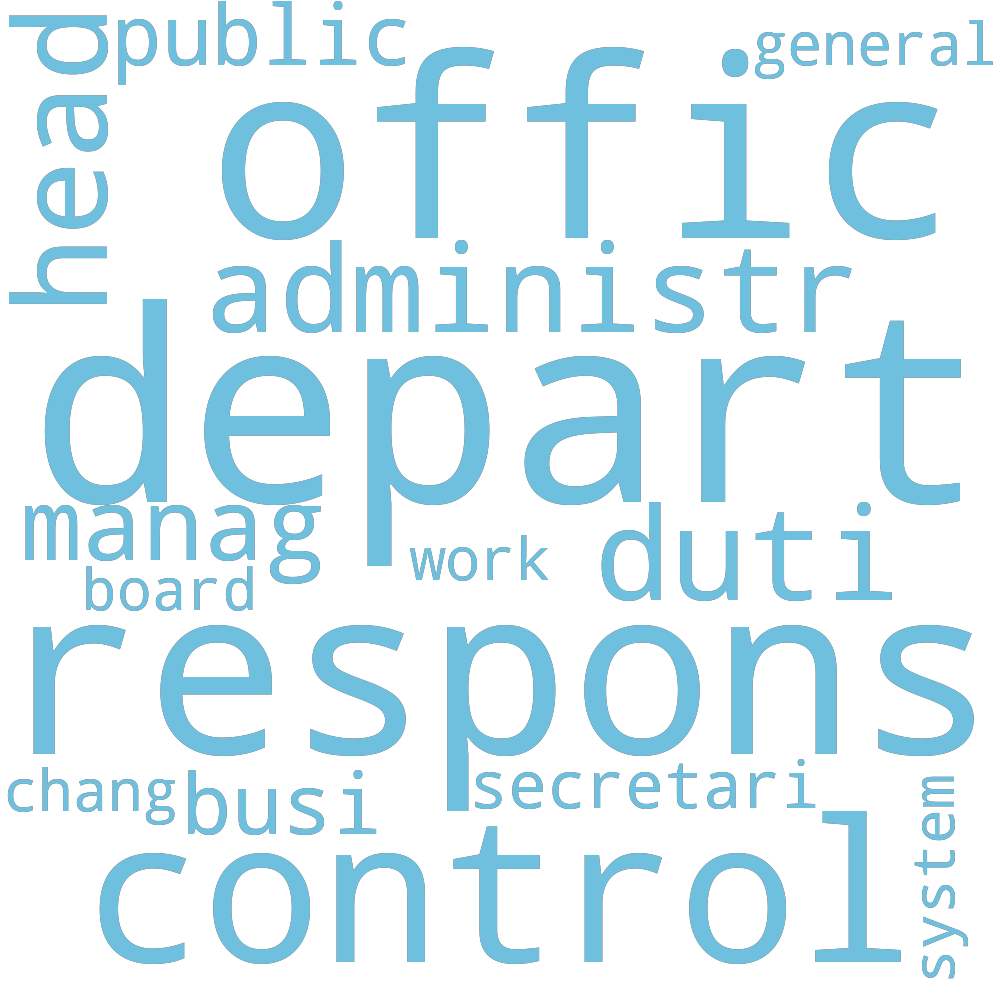 head
public
general
offic
administr
depart
manag
work
duti
board
respons
chang
busi
secretari
system
control